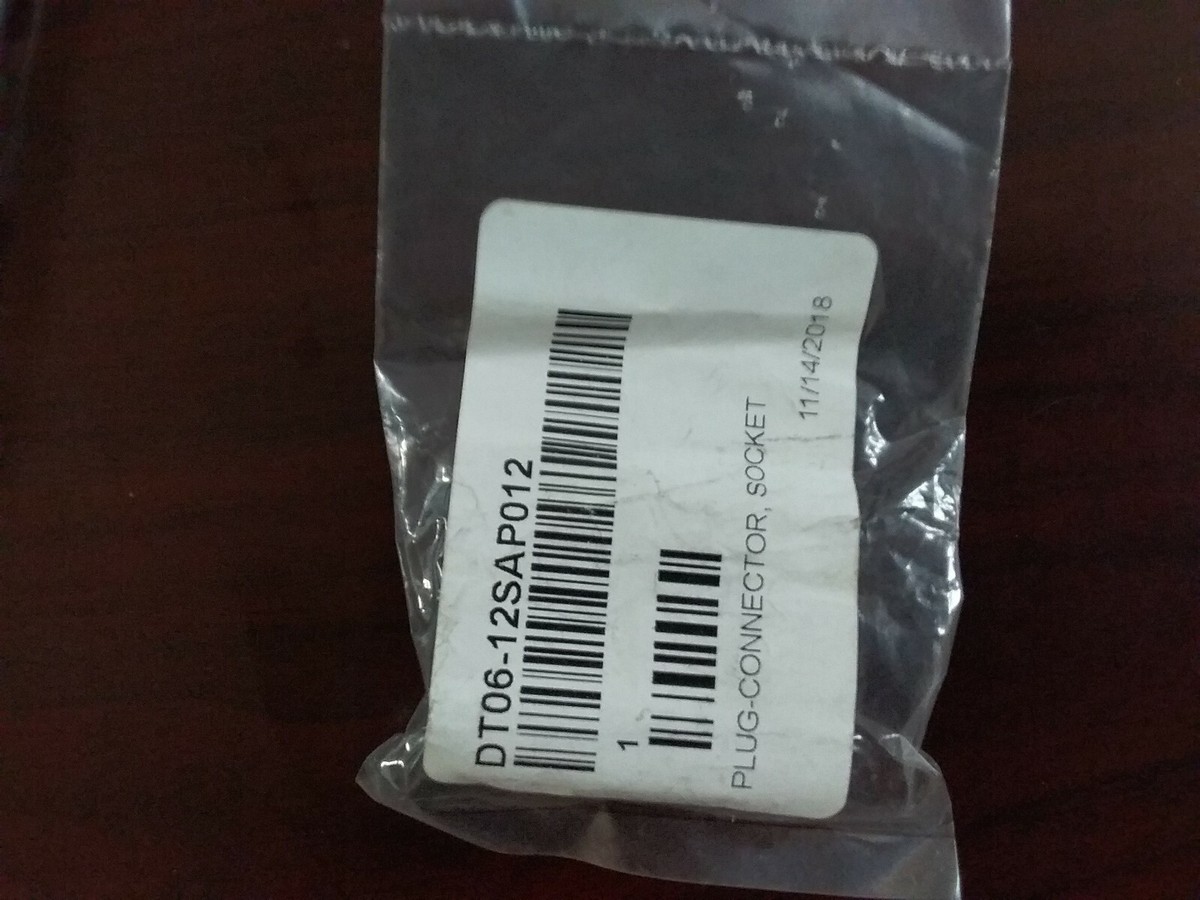 DT06-12SAP012
1
PLUG-CONNECTOR, SOCKET
11/14/2018